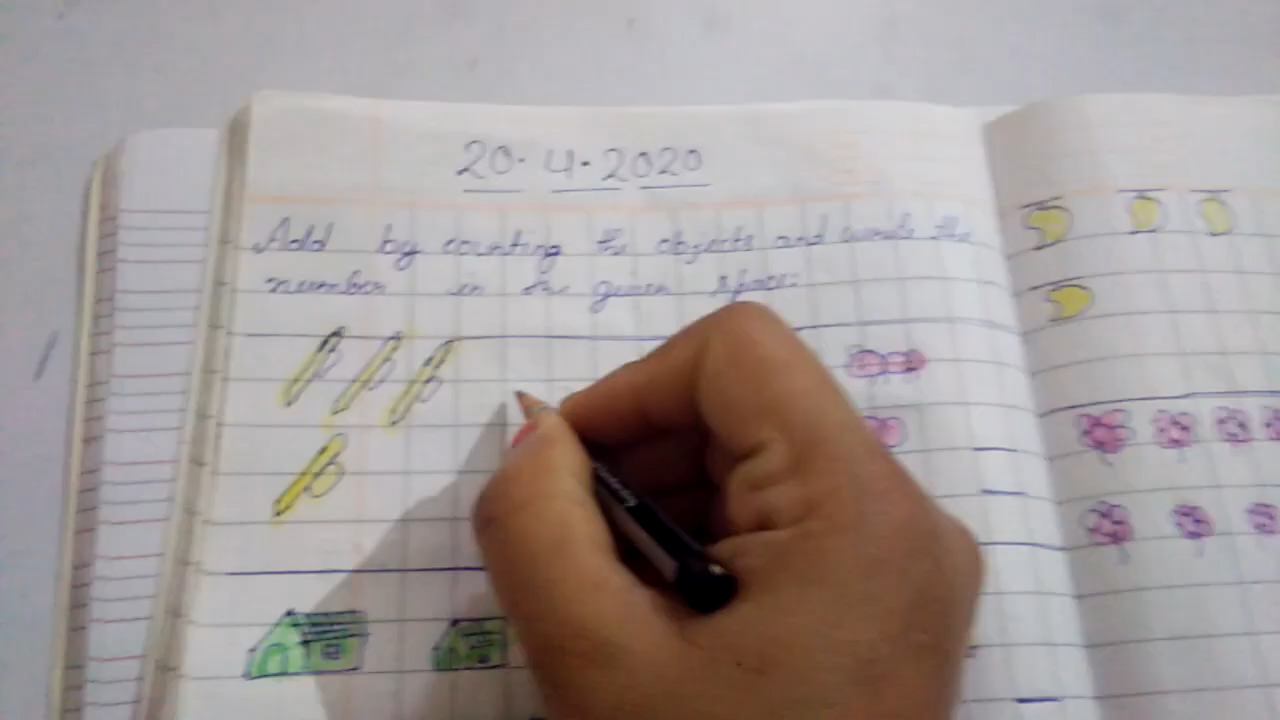 20. 4. 2020
Add by counting the objects and write the
number in the given space: